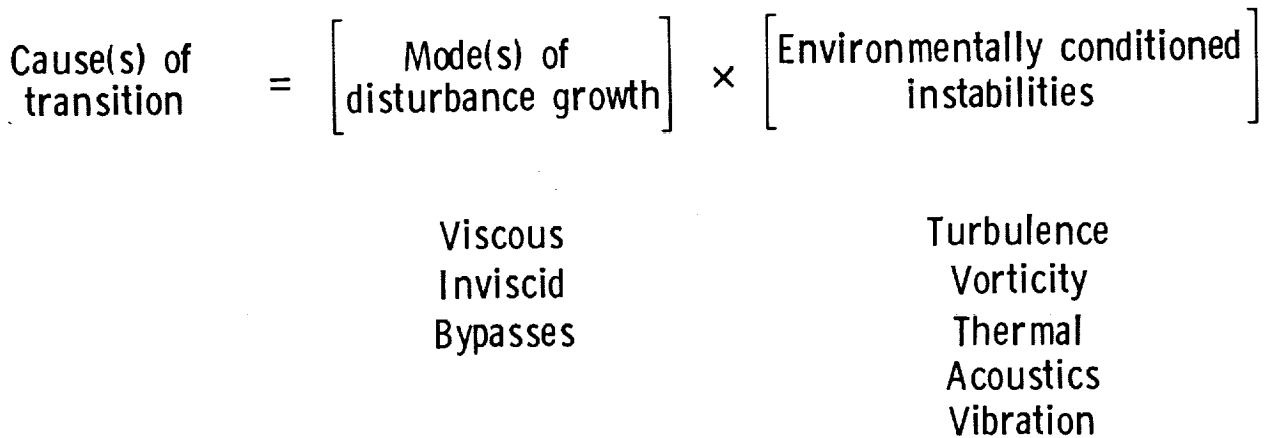 Cause(s) of transition = [Mode(s) of disturbance growth] × [Environmentally conditioned instabilities]
Viscous
Inviscid
Bypasses
Turbulence
Vorticity
Thermal
Acoustics
Vibration